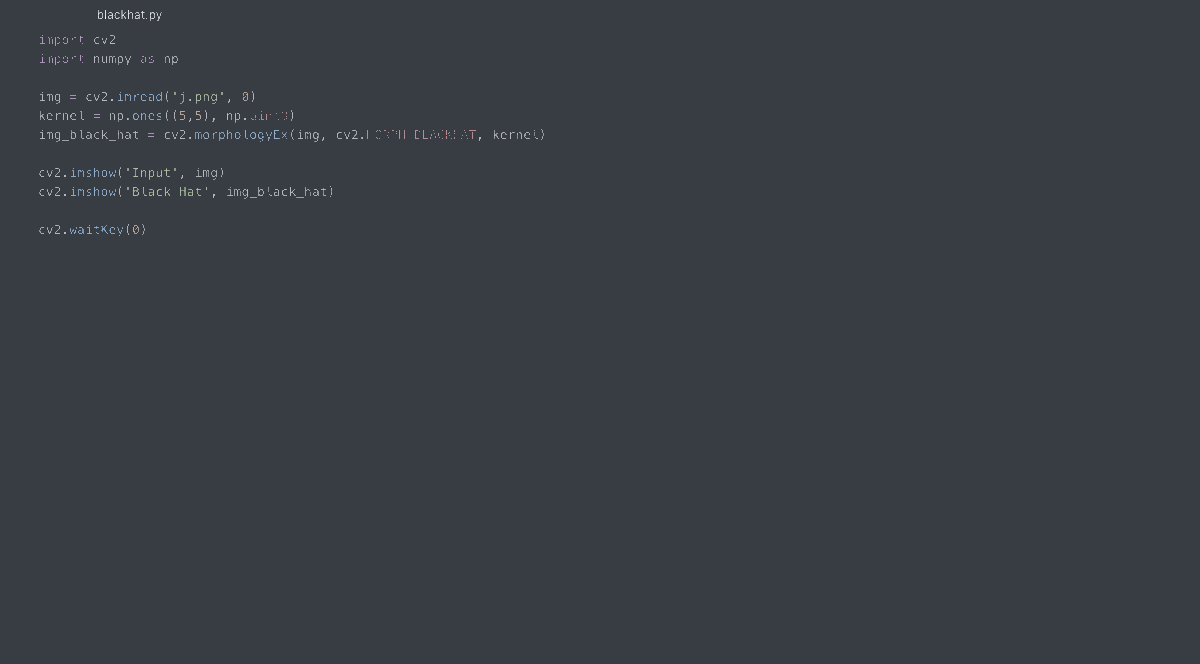 blackhat.py
import cv2
import numpy as np
img = cv2.imread("j.png", 0)
kernel = np.ones((5,5), np.uint8)
img_black_hat = cv2.morphologyEx(img, cv2.MORPH_BLACKHAT, kernel)
cv2.imshow('Input', img)
cv2.imshow('Black Hat', img_black_hat)
cv2.waitKey(0)